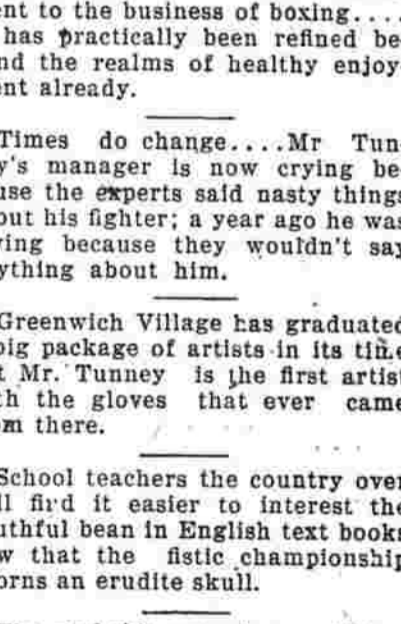 ent to the business of boxing....
has practically been refined be-
nd the realms of healthy enjoy-
ent already.
Times do change....Mr Tun-
y's manager is now crying be-
use the experts said nasty things
out his fighter; a year ago he was
ying because they wouldn't say
ything about him.
Greenwich Village has graduated
big package of artists in its time
t Mr. Tunney is the first artist
th the gloves that ever came
om there.
School teachers the country over
ll find it easier to interest the
uthful bean in English text books
w that the fistic championship
orns an erudite skull.